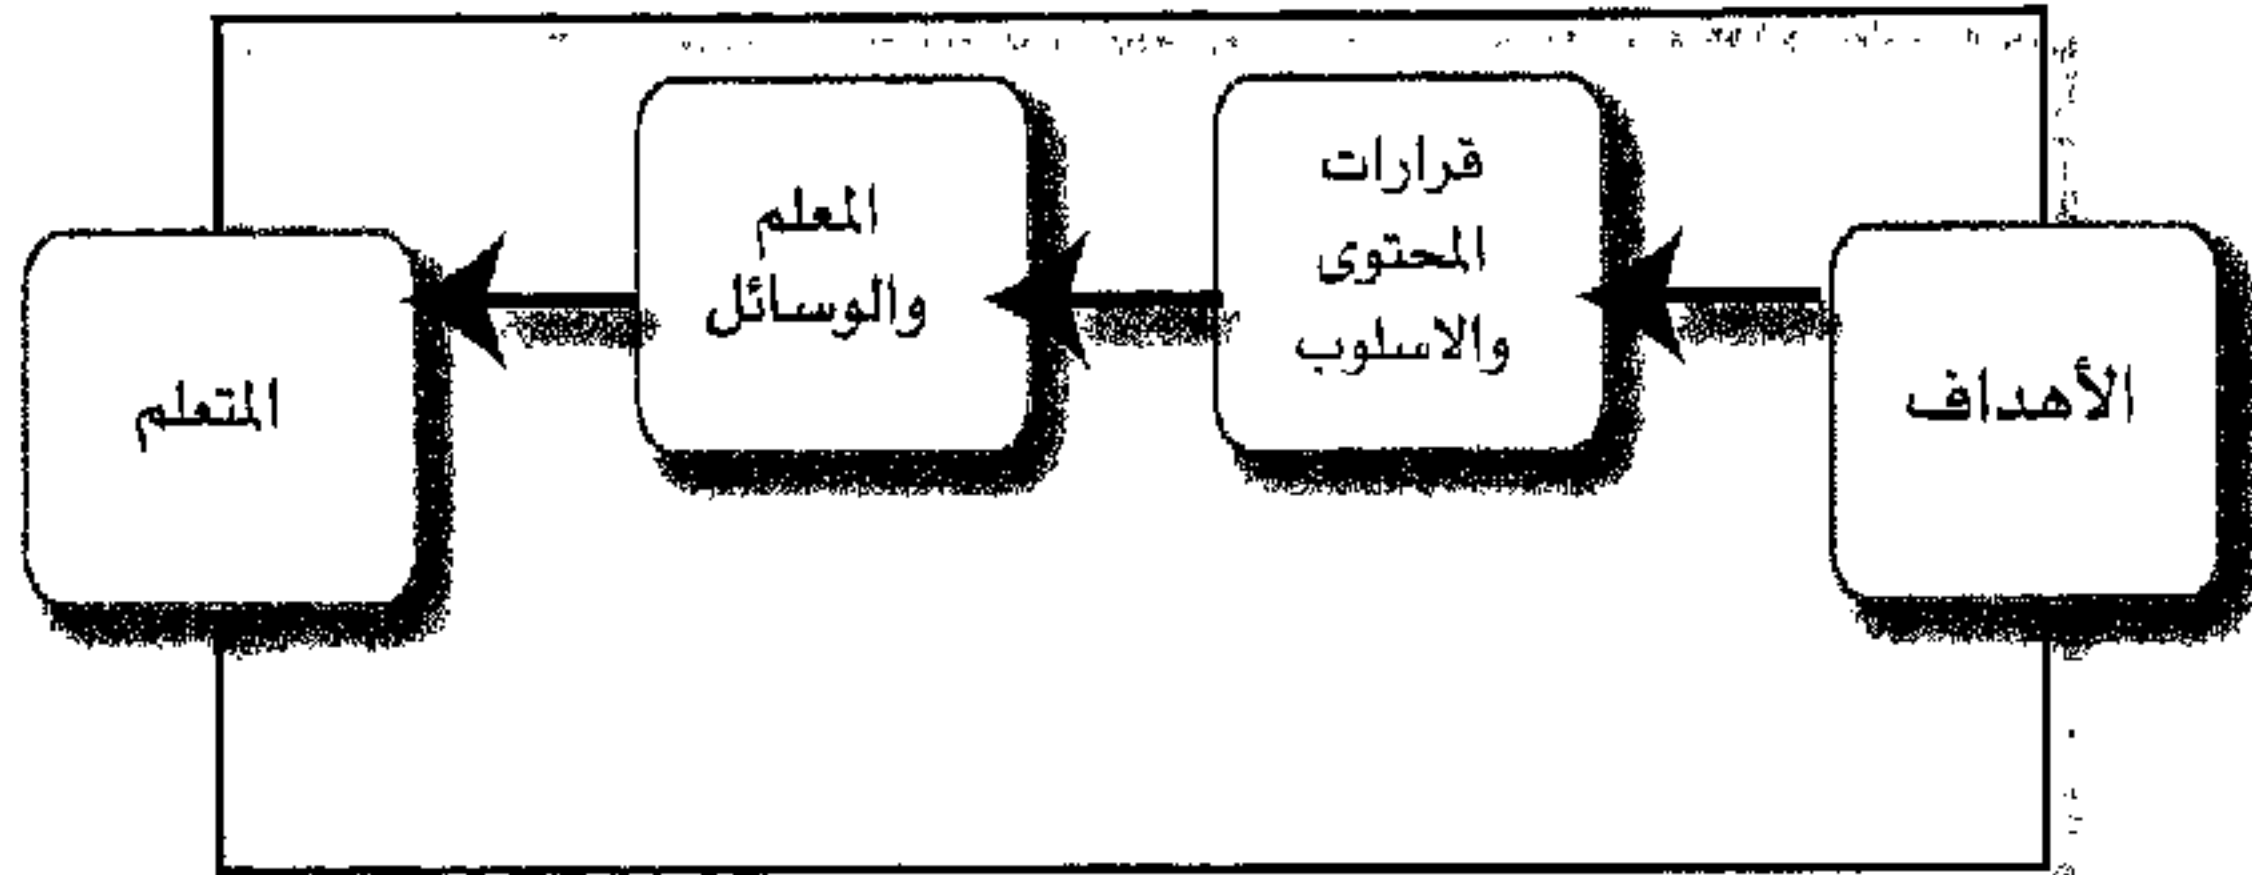 الأهداف
قرارات
المحتوى
والاسلوب
المعلم
والوسائل
المتعلم